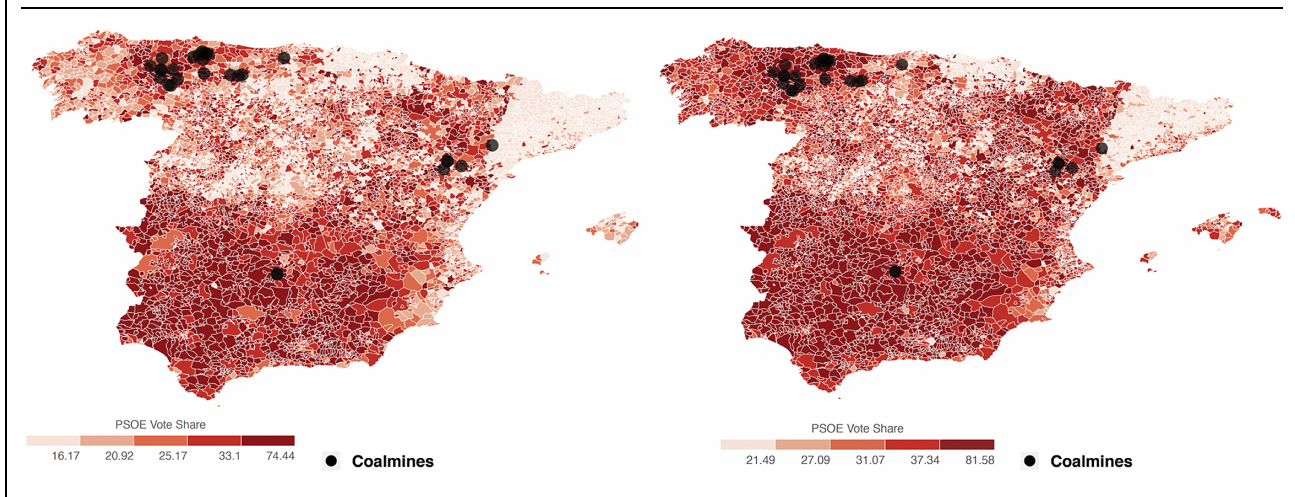 PSOE Vote Share
16.17 20.92 25.17 33.1 74.44
Coalmines
PSOE Vote Share
21.49 27.09 31.07 37.34 81.58
Coalmines